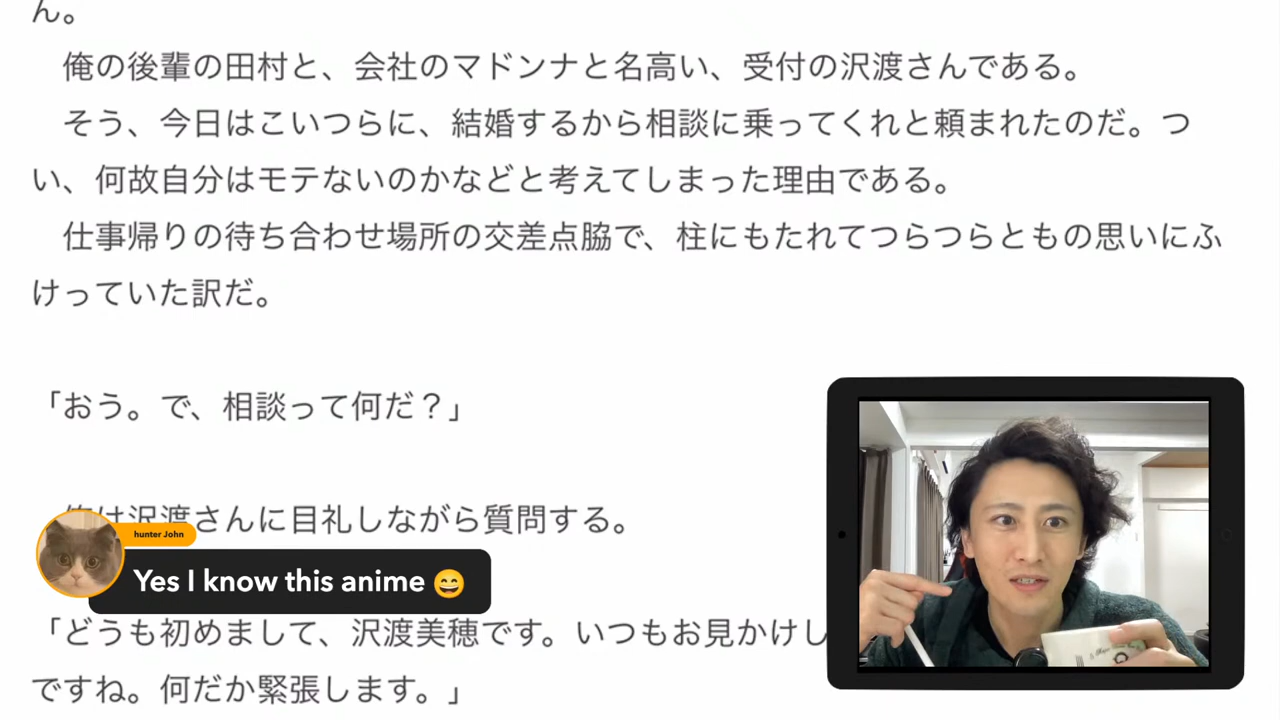 ん。
俺の後輩の田村と、会社のマドンナと名高い、受付の沢渡さんである。
そう、今日はこいつらに、結婚するから相談に乗ってくれと頼まれたのだ。つ
い、何故自分はモテないのかなどと考えてしまった理由である。
仕事帰りの待ち合わせ場所の交差点脇で、柱にもたれてつらつらともの思いにふ
けっていた訳だ。
「おう。で、相談って何だ？」
俺は沢渡さんに目礼しながら質問する。
hunter John
Yes I know this anime 😄
「どうも初めまして、沢渡美穂です。いつもお見かけし
ですね。何だか緊張します。」